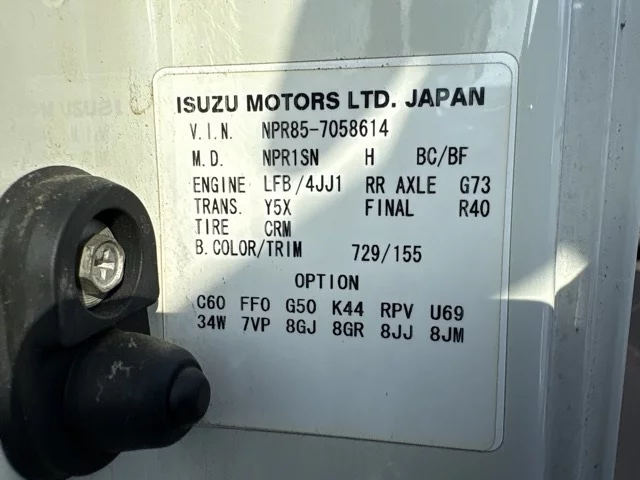 ISUZU MOTORS LTD. JAPAN
V.I.N. NPR85-7058614
M.D. NPR1SN H BC/BF
ENGINE LFB/4JJ1 RR AXLE G73
TRANS. Y5X FINAL R40
TIRE CRM
B.COLOR/TRIM 729/155
OPTION
C60 FFO G50 K44 RPV U69
34W 7VP 8GJ 8GR 8JJ 8JM